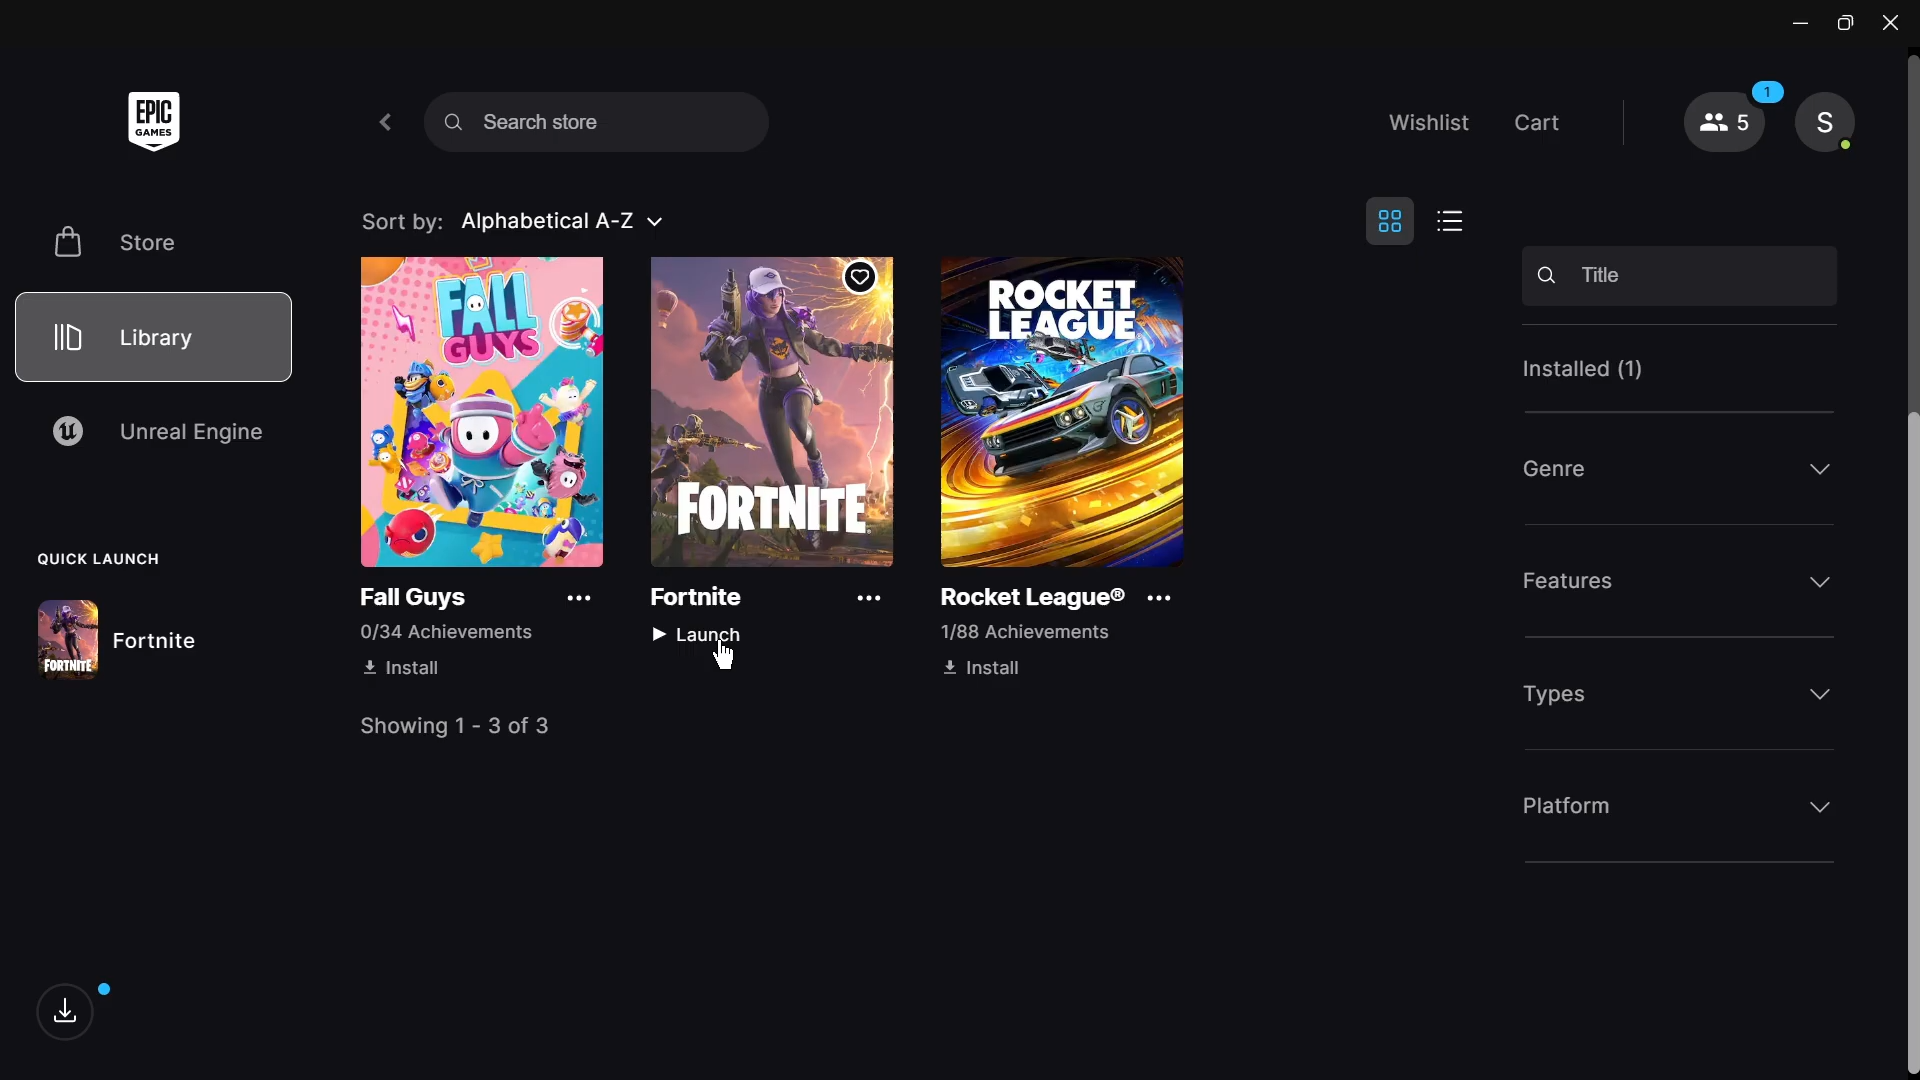 EPIC
GAMES
Search store
Wishlist
Cart
1
5
S
Store
Library
Unreal Engine
QUICK LAUNCH
FORTNITE
Fortnite
Sort by: Alphabetical A-Z
FALL
GUYS
FORTNITE
ROCKET
LEAGUE
Fall Guys
0/34 Achievements
Install
Fortnite
Launch
Rocket League®
1/88 Achievements
Install
Showing 1 - 3 of 3
Title
Installed (1)
Genre
Features
Types
Platform